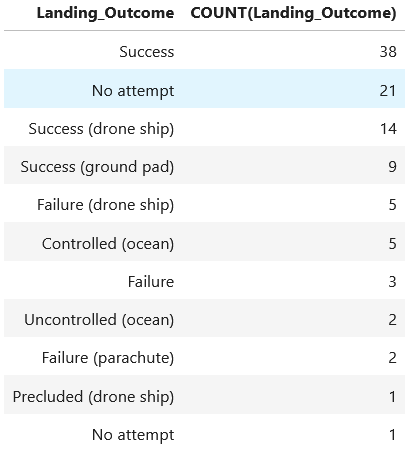 Landing_Outcome COUNT(Landing_Outcome)
Success 38
No attempt 21
Success (drone ship) 14
Success (ground pad) 9
Failure (drone ship) 5
Controlled (ocean) 5
Failure 3
Uncontrolled (ocean) 2
Failure (parachute) 2
Precluded (drone ship) 1
No attempt 1